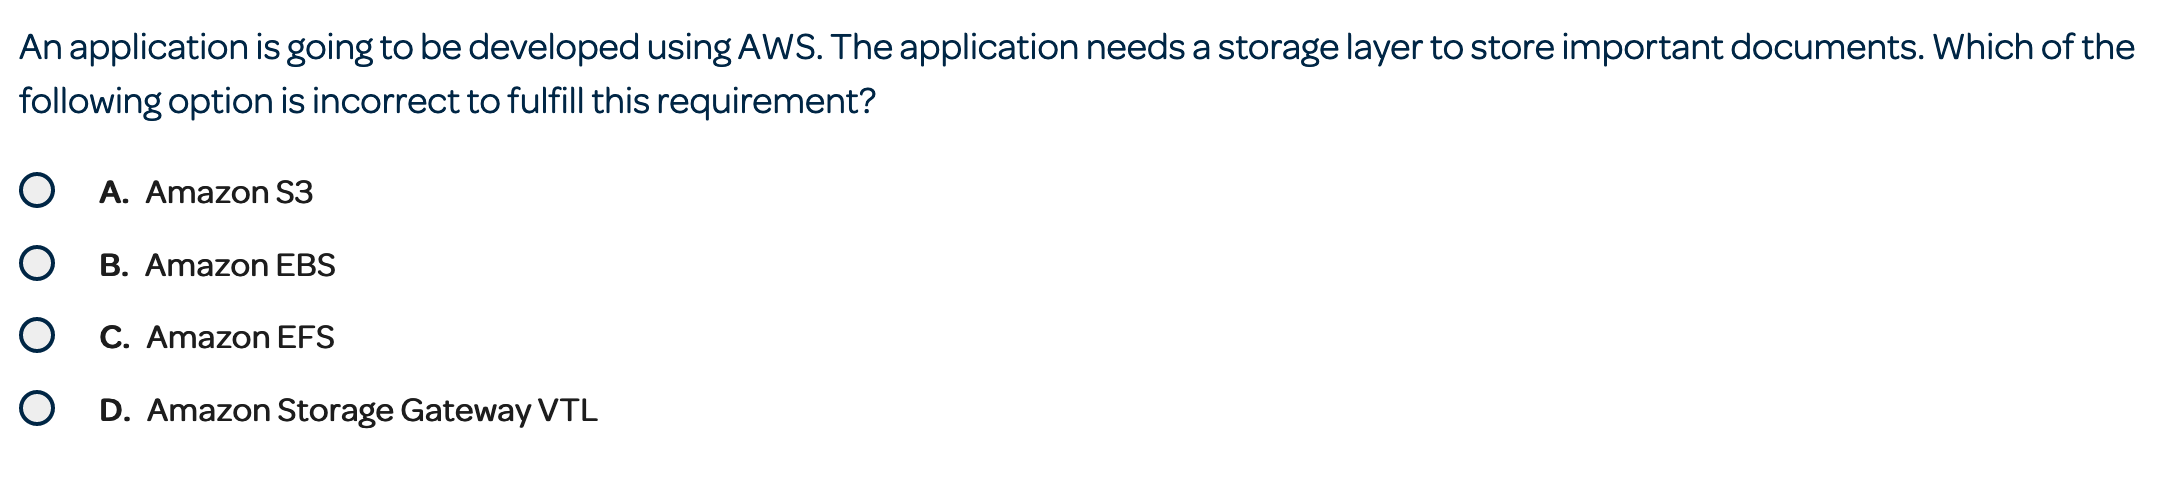 An application is going to be developed using AWS. The application needs a storage layer to store important documents. Which of the
following option is incorrect to fulfill this requirement?
A. Amazon S3
B. Amazon EBS
C. Amazon EFS
D. Amazon Storage Gateway VTL